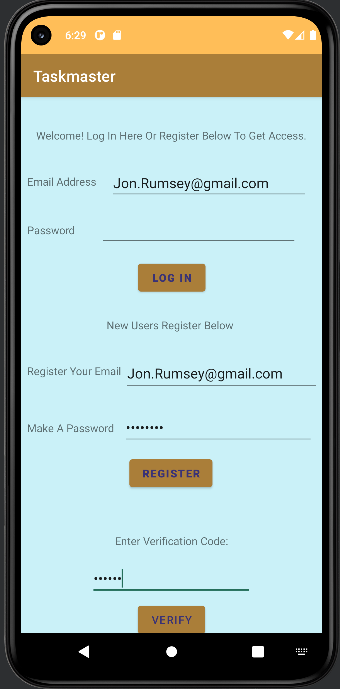 6:29
Taskmaster
Welcome! Log In Here Or Register Below To Get Access.
Email Address Jon.Rumsey@gmail.com
Password
LOG IN
New Users Register Below
Register Your Email Jon.Rumsey@gmail.com
Make A Password ••••••••
REGISTER
Enter Verification Code:
••••••
VERIFY